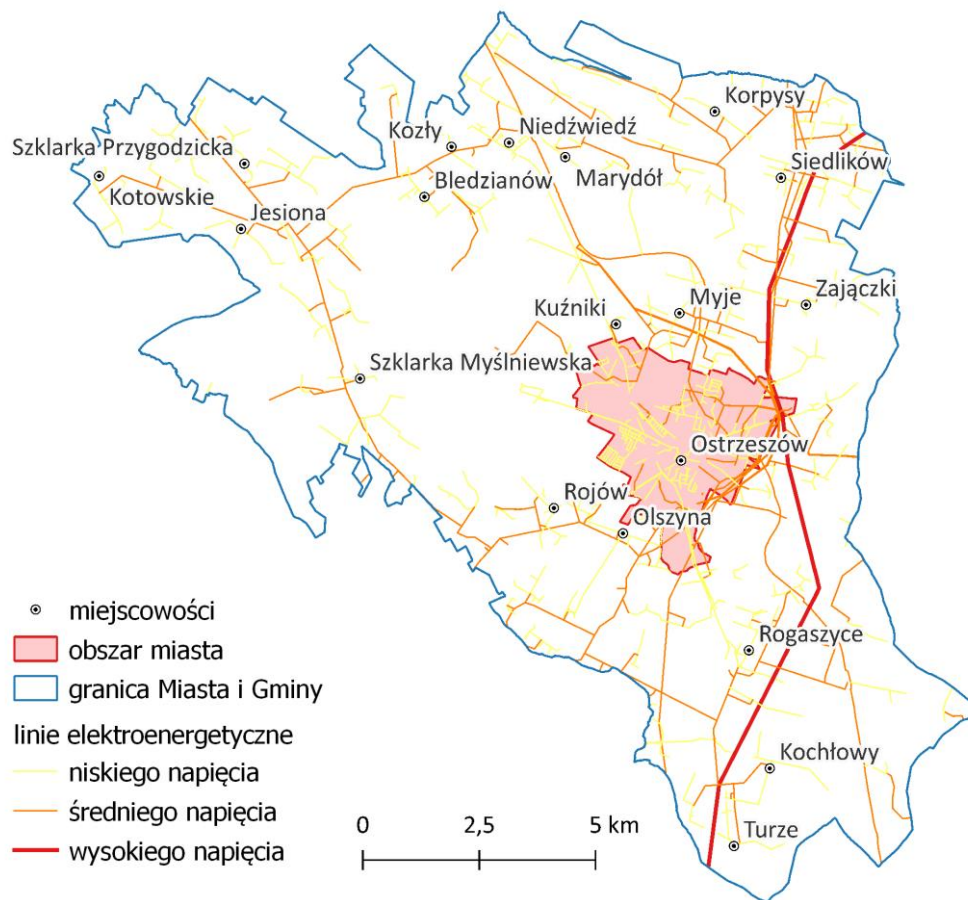 Korpysy
Kozły
Niedźwiedź
Szklarka Przygodzicka
Marydół
Siedlików
Bledzianów
Kotowskie
Jesiona
Zajączki
Myje
Kuźniki
Szklarka Myślniewska
Ostrzeszów
Rojów
Olszyna
miejscowości
Rogaszyce
obszar miasta
granica Miasta i Gminy
linie elektroenergetyczne
Kochłowy
niskiego napięcia
średniego napięcia
0 2,5 5 km
Turze
wysokiego napięcia